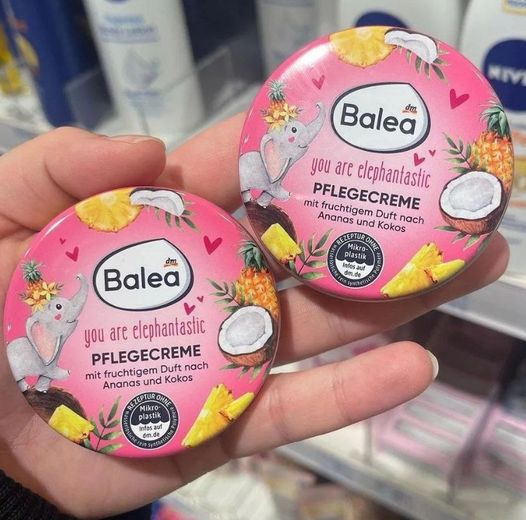 dm
Balea
you are elephantastic
PFLEGECREME
mit fruchtigem Duft nach
Ananas und Kokos
REZEPTUR OHNE
Mikro-
plastik
Infos auf
dm.de
dm
Balea
you are elephantastic
PFLEGECREME
mit fruchtigem Duft nach
Ananas und Kokos
REZEPTUR OHNE
Mikro-
plastik
Infos auf
dm.de